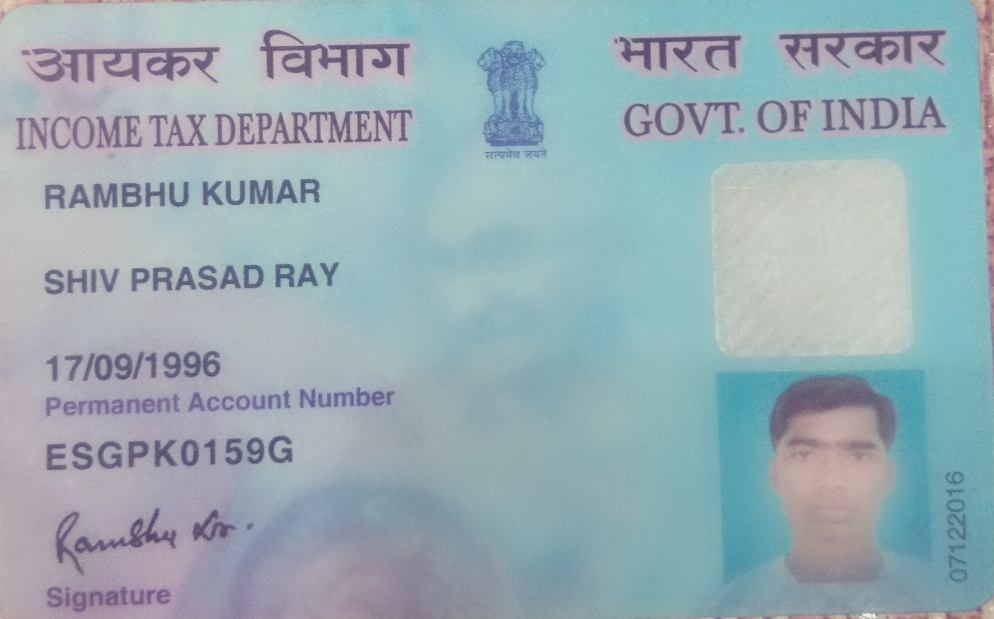 आयकर विभाग
INCOME TAX DEPARTMENT
सत्यमेव जयते
भारत सरकार
GOVT. OF INDIA
RAMBHU KUMAR
SHIV PRASAD RAY
17/09/1996
Permanent Account Number
ESGPK0159G
Rambhu Kr.
Signature
07122016